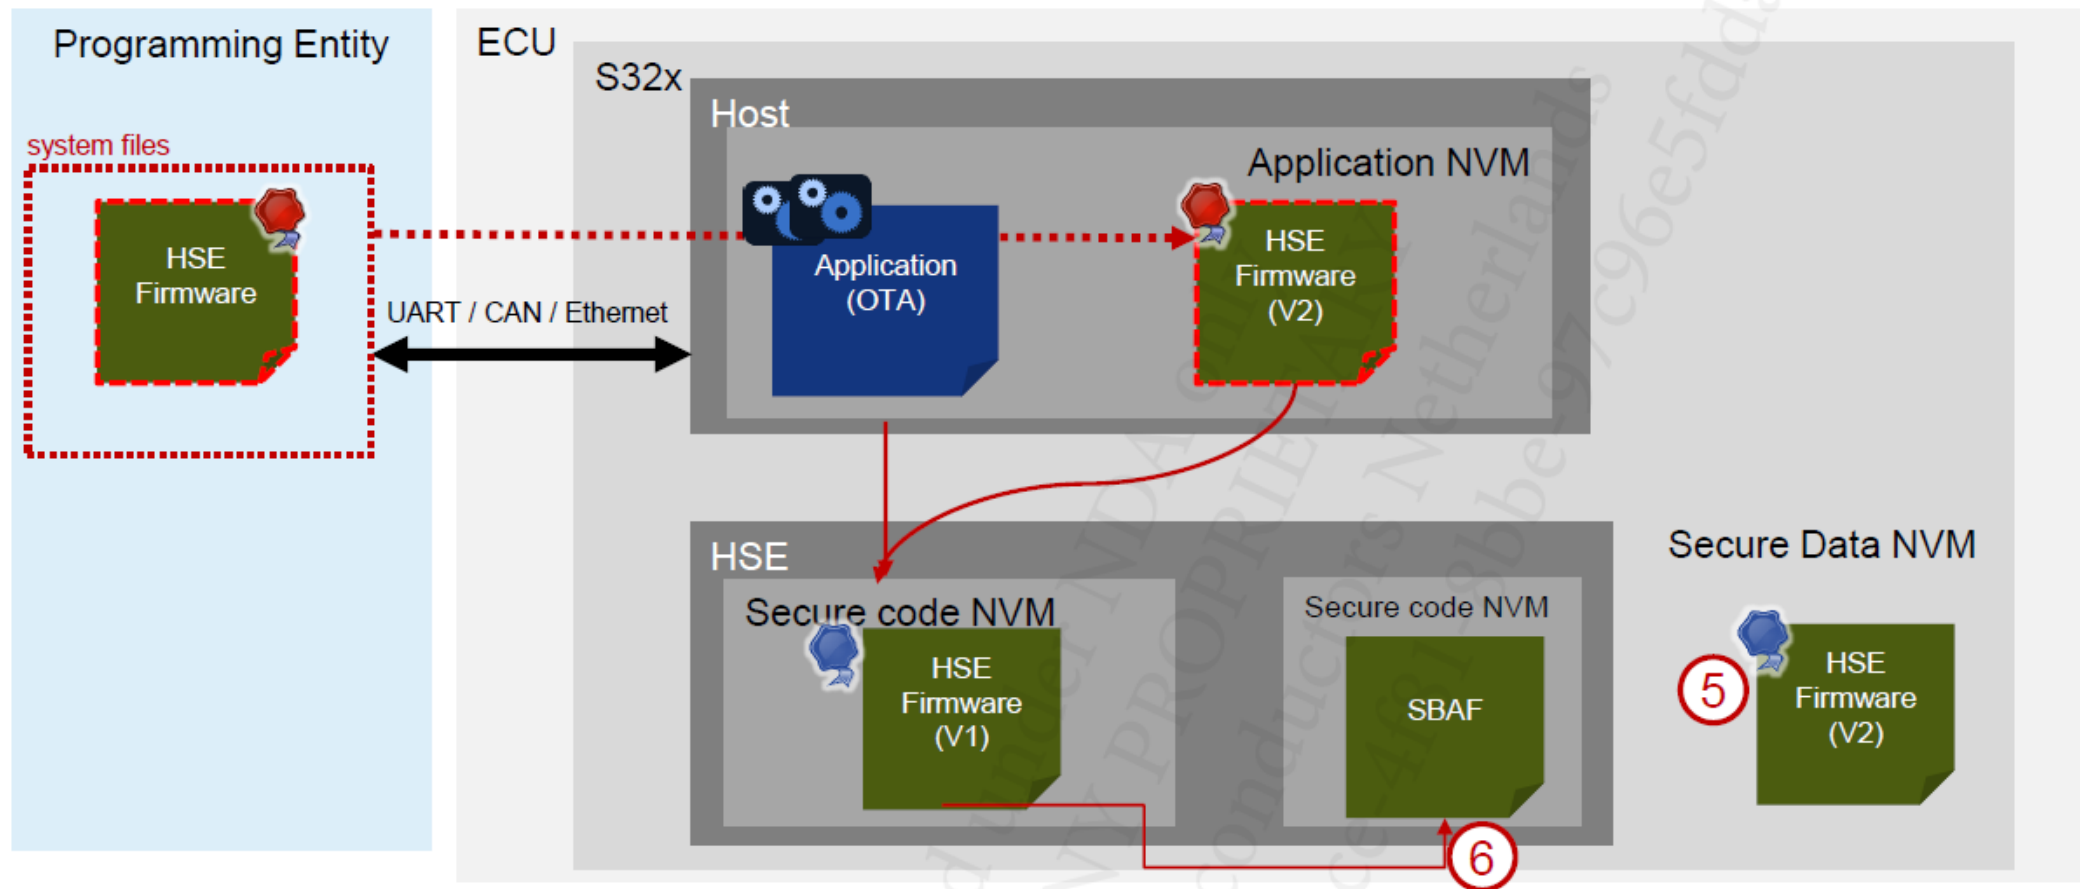 Programming Entity
system files
HSE
Firmware
UART / CAN / Ethernet
ECU
S32x
Host
Application NVM
Application
(OTA)
HSE
Firmware
(V2)
HSE
Secure code NVM
HSE
Firmware
(V1)
Secure code NVM
SBAF
6
Secure Data NVM
5
HSE
Firmware
(V2)